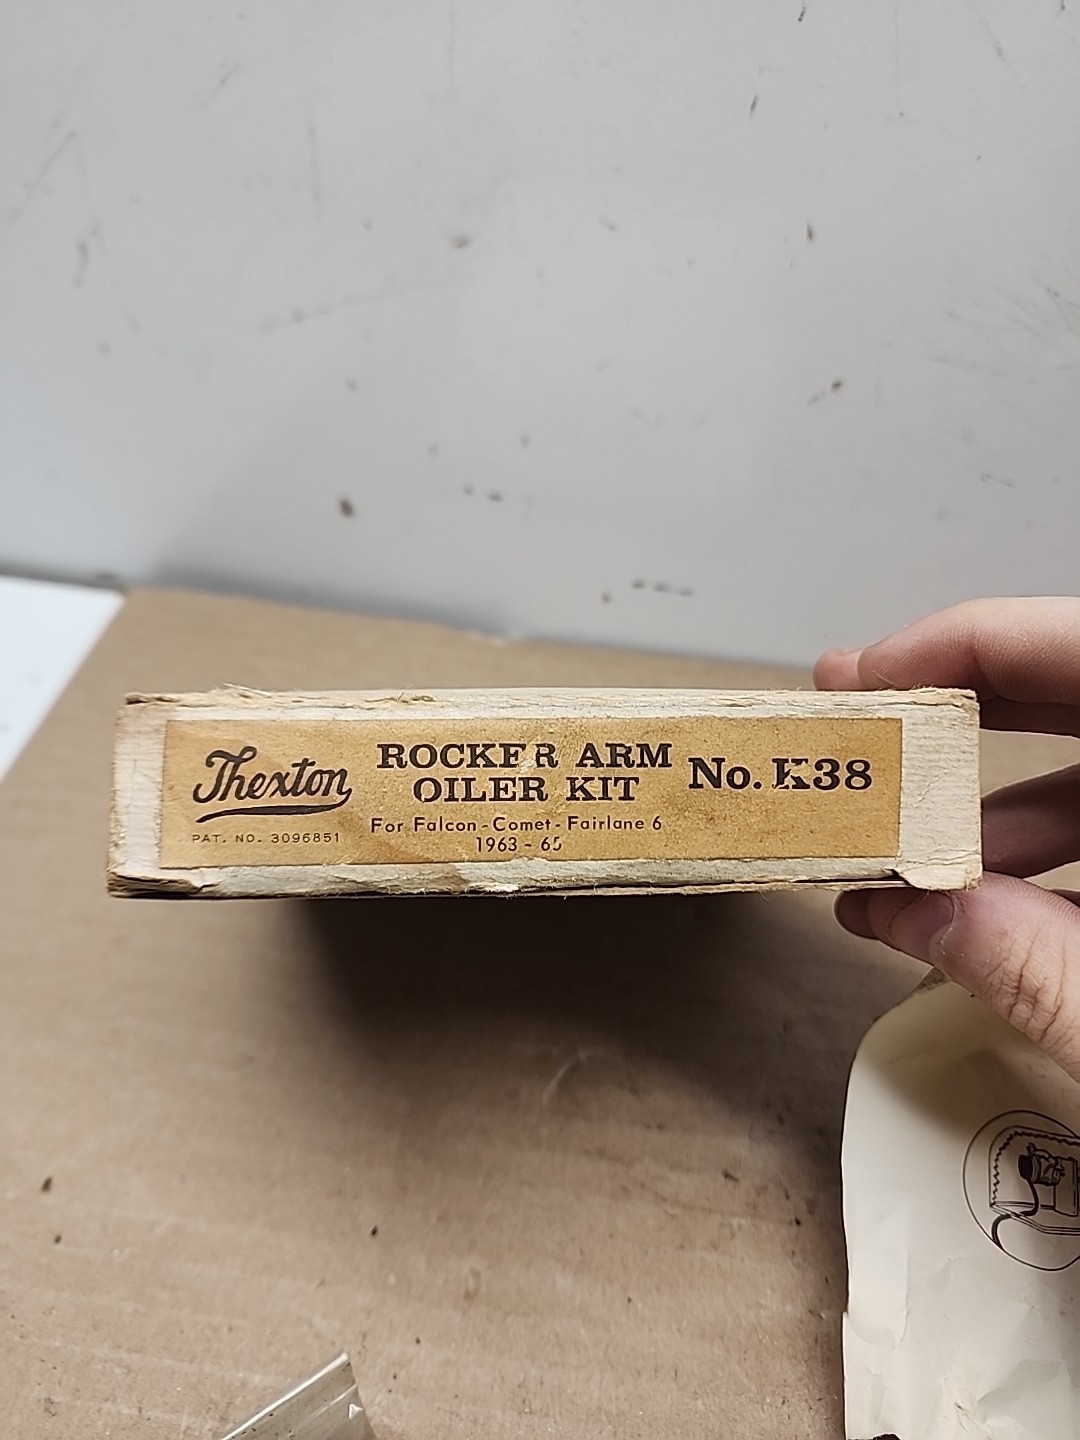 Thexton
PAT. NO. 3096851
ROCKER ARM
OILER KIT
For Falcon - Comet - Fairlane 6
1963 - 65
No. K38